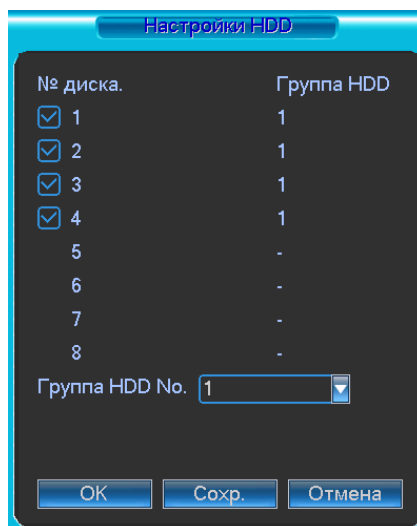 Настройки HDD
№ диска. Группа HDD
1 1
2 1
3 1
4 1
5 -
6 -
7 -
8 -
Группа HDD No. 1
OK Сохр. Отмена